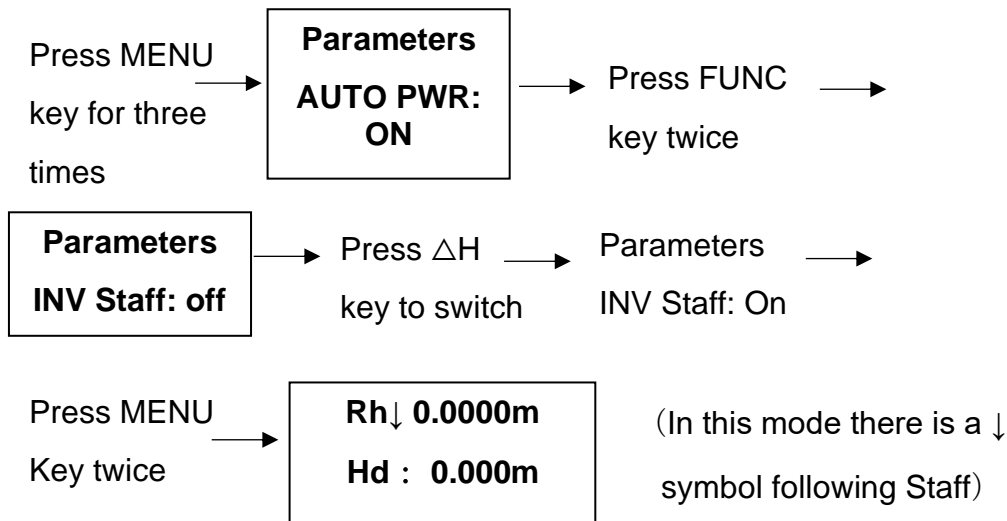 Press MENU
key for three
times
Parameters
AUTO PWR:
ON
Press FUNC
key twice
Parameters
INV Staff: off
Press △H
key to switch
Parameters
INV Staff: On
Press MENU
Key twice
Rh↓ 0.0000m
Hd： 0.000m
（In this mode there is a ↓
symbol following Staff）